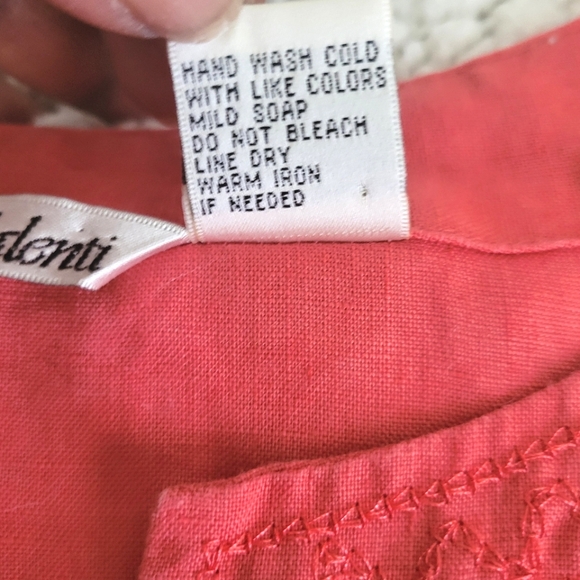 HAND WASH COLD
WITH LIKE COLORS
MILD SOAP
DO NOT BLEACH
LINE DRY
WARM IRON
IF NEEDED